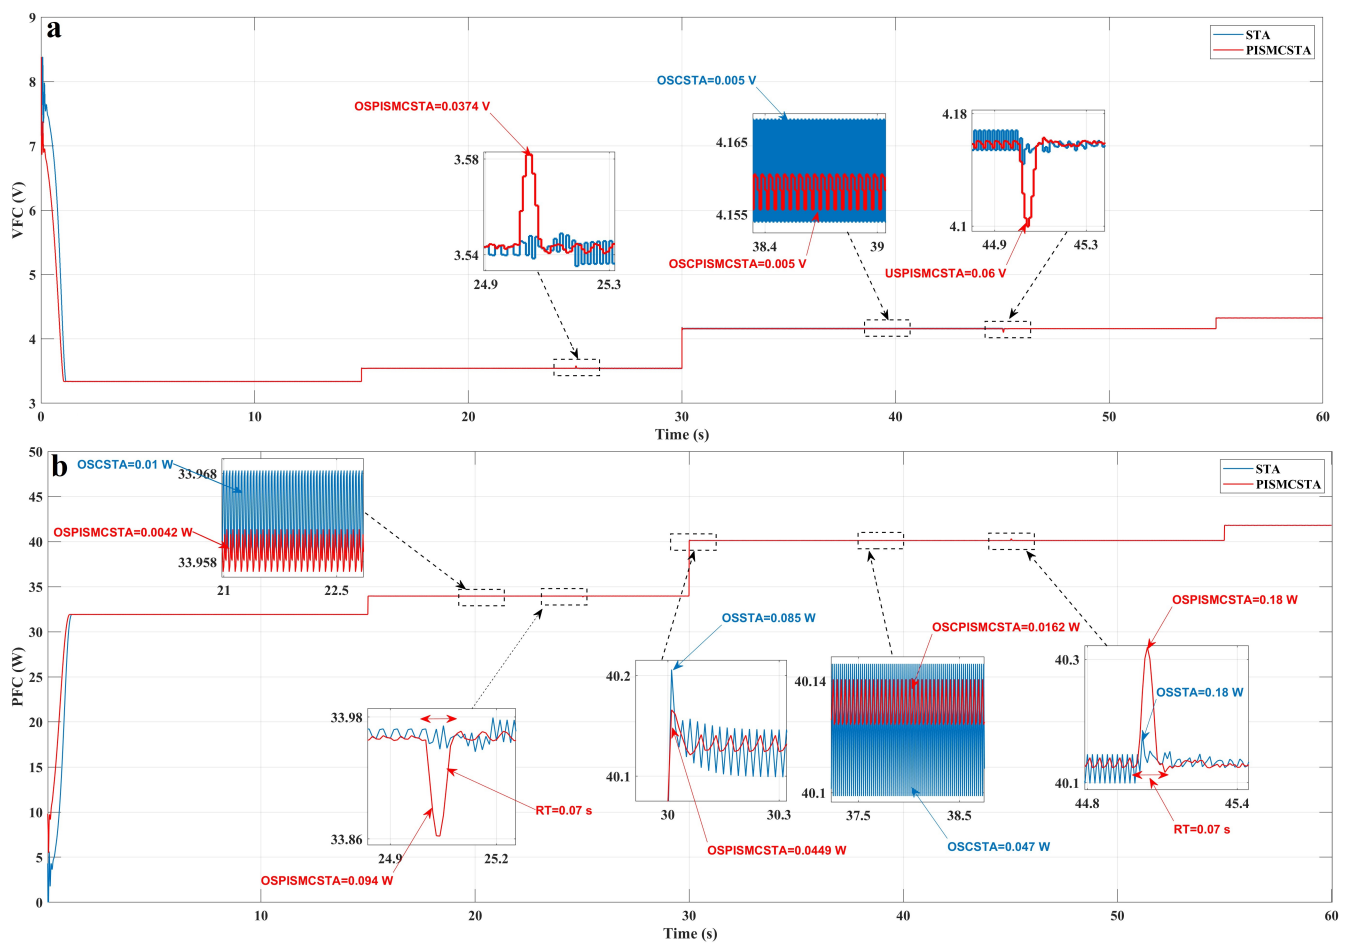 a
9
8
7
6
5
4
3
VFC (V)
STA
PISMCSTA
OSPISMCSTA=0.0374 V
3.58
3.54
24.9
25.3
OSCSTA=0.005 V
4.165
4.155
38.4
39
OSCPISMCSTA=0.005 V
4.18
4.1
44.9
45.3
USPISMCSTA=0.06 V
0
10
20
30
40
50
60
Time (s)
b
50
45
40
35
30
25
20
15
10
5
0
PFC (W)
STA
PISMCSTA
OSCSTA=0.01 W
33.968
OSPISMCSTA=0.0042 W
33.958
21
22.5
33.98
33.86
24.9
25.2
RT=0.07 s
OSPISMCSTA=0.094 W
OSSTA=0.085 W
40.2
40.1
30
30.3
OSPISMCSTA=0.0449 W
OSCPISMCSTA=0.0162 W
40.14
40.1
37.5
38.5
OSCSTA=0.047 W
OSPISMCSTA=0.18 W
40.3
OSSTA=0.18 W
40.1
44.8
45.4
RT=0.07 s
10
20
30
40
50
60
Time (s)